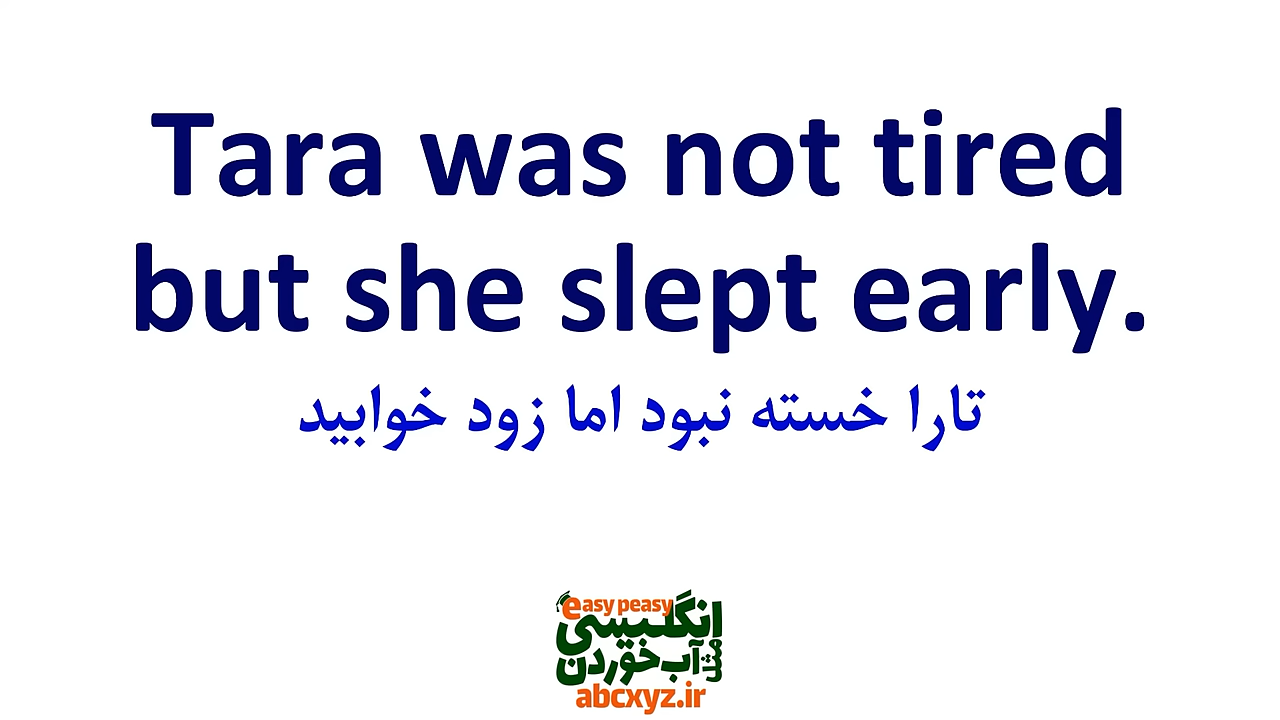 Tara was not tired
but she slept early.
تارا خسته نبود اما زود خوابید
easy peasy
انگلیسی
مثل آب خوردن
abcxyz.ir